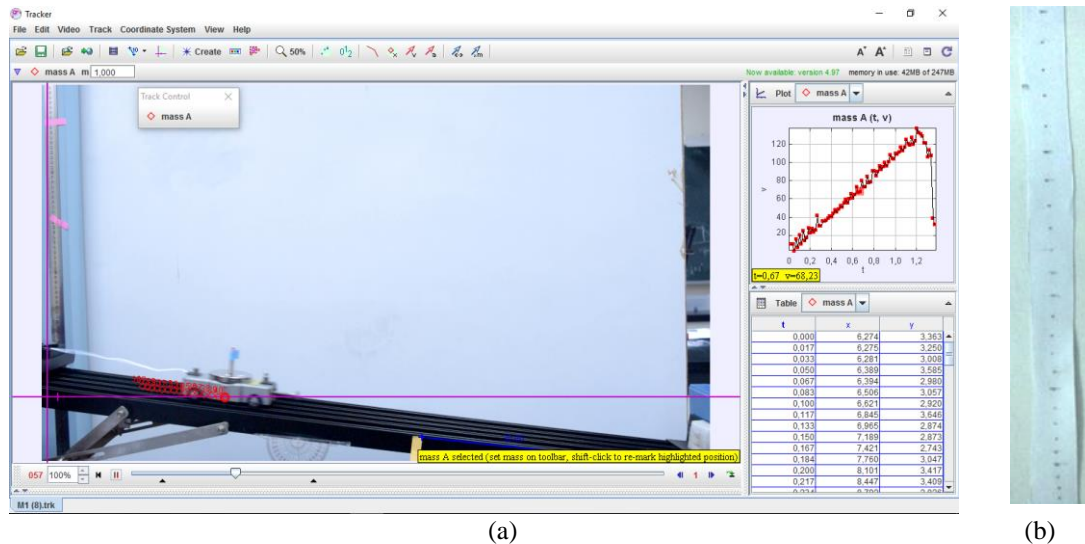 Tracker
File Edit Video Track Coordinate System View Help
Create 50%
mass A m 1,000
Now available: version 4.97 memory in use: 42MB of 247MB
Track Control
mass A
Plot mass A
mass A (t, v)
120
100
80
60
40
20
v
0 0,2 0,4 0,6 0,8 1,0 1,2
t
t=0,67 v=68,23
Table mass A
t x y
0,000 6,274 3,363
0,017 6,275 3,250
0,033 6,281 3,008
0,050 6,389 3,585
0,067 6,394 2,980
0,083 6,506 3,057
0,100 6,621 2,920
0,117 6,845 3,646
0,133 6,965 2,874
0,150 7,189 2,873
0,167 7,421 2,743
0,184 7,760 3,047
0,200 8,101 3,417
0,217 8,447 3,409
mass A selected (set mass on toolbar, shift-click to re-mark highlighted position)
057 100% 1
M1 (8).trk
(a) (b)